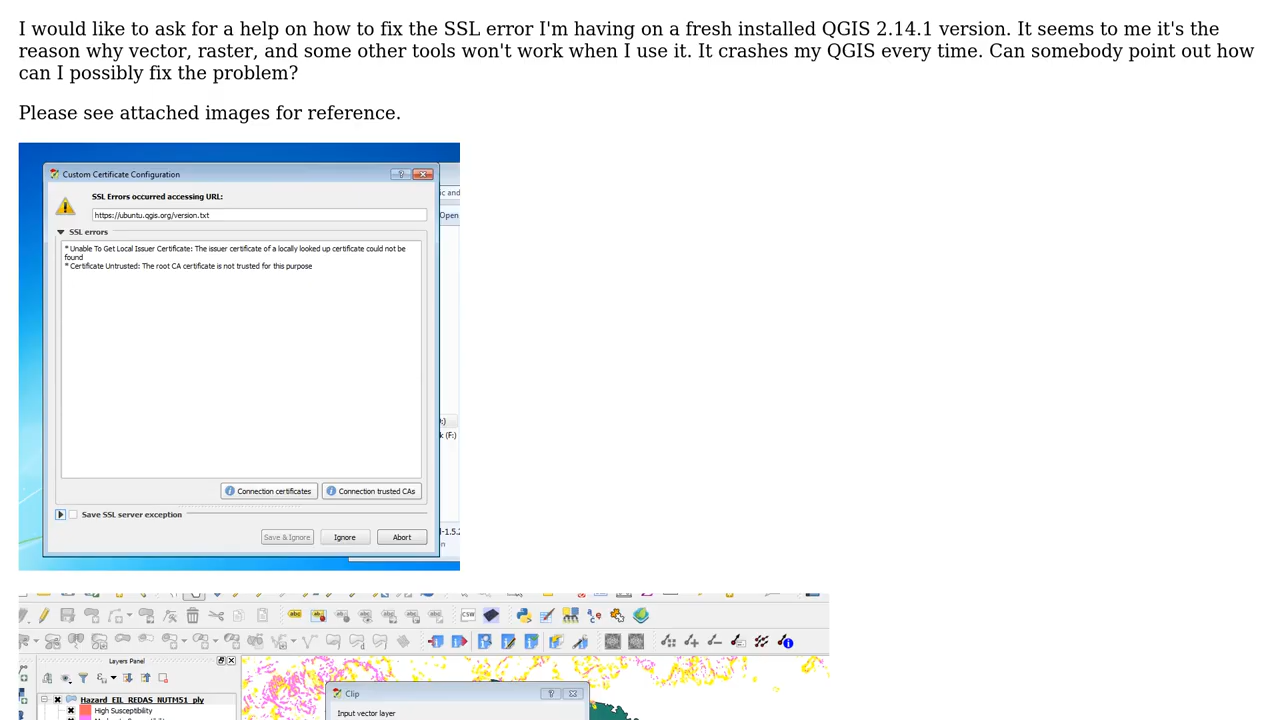 I would like to ask for a help on how to fix the SSL error I'm having on a fresh installed QGIS 2.14.1 version. It seems to me it's the
reason why vector, raster, and some other tools won't work when I use it. It crashes my QGIS every time. Can somebody point out how
can I possibly fix the problem?
Please see attached images for reference.
Custom Certificate Configuration
SSL Errors occurred accessing URL:
https://ubuntu.qgis.org/version.txt
SSL errors
* Unable To Get Local Issuer Certificate: The issuer certificate of a locally looked up certificate could not be
found
* Certificate Untrusted: The root CA certificate is not trusted for this purpose
Connection certificates
Connection trusted CAs
Save SSL server exception
Save & Ignore
Ignore
Abort
Open
k (F:)
CSW
Layers Panel
Hazard_EIL_REDAS_NUTM51_ply
High Susceptibility
Clip
Input vector layer